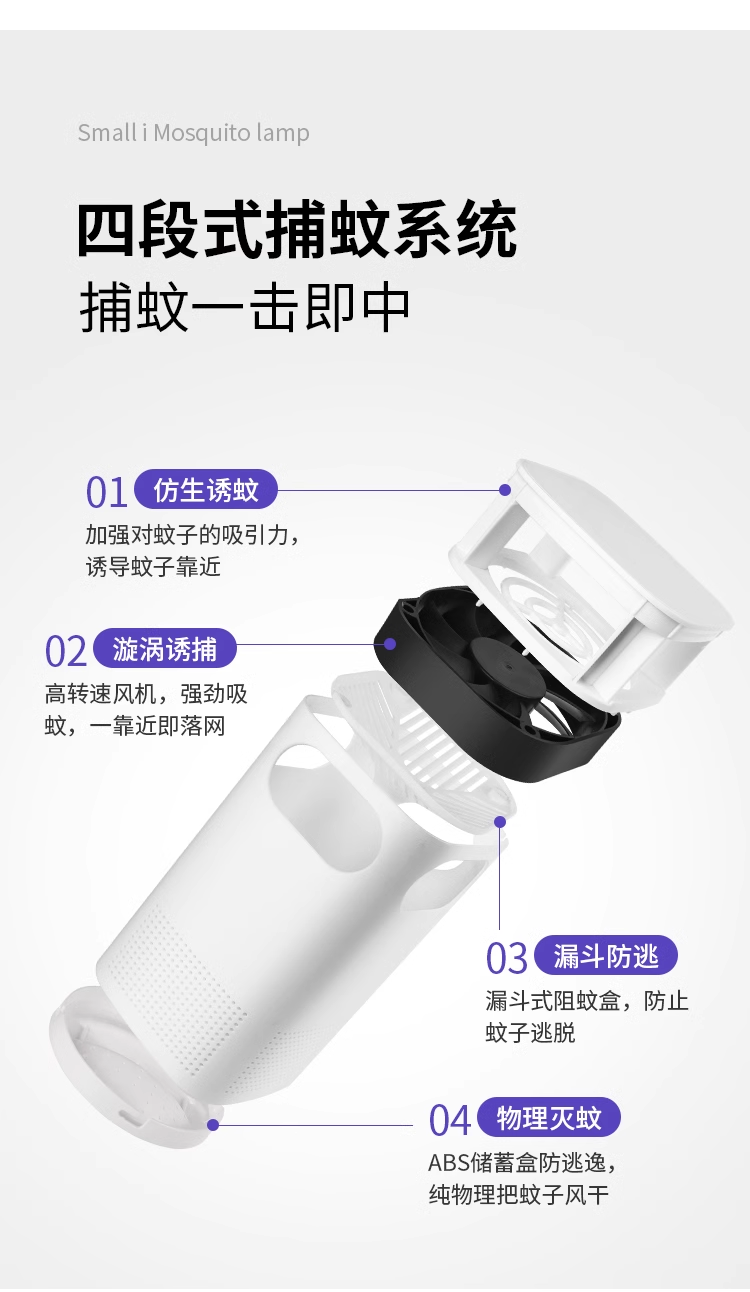 Small i Mosquito lamp
四段式捕蚊系统
捕蚊一击即中
01 仿生诱蚊
加强对蚊子的吸引力，
诱导蚊子靠近
02 漩涡诱捕
高转速风机，强劲吸
蚊，一靠近即落网
03 漏斗防逃
漏斗式阻蚊盒，防止
蚊子逃脱
04 物理灭蚊
ABS储蓄盒防逃逸，
纯物理把蚊子风干